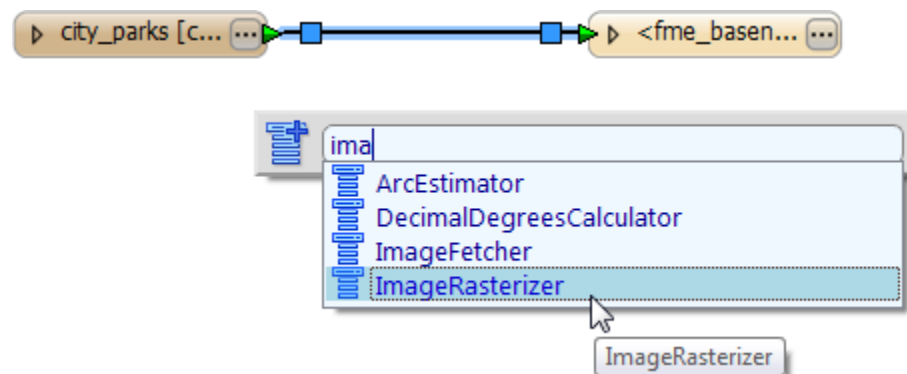 city_parks [c... ...
<fme_basen... ...
ima
ArcEstimator
DecimalDegreesCalculator
ImageFetcher
ImageRasterizer
ImageRasterizer